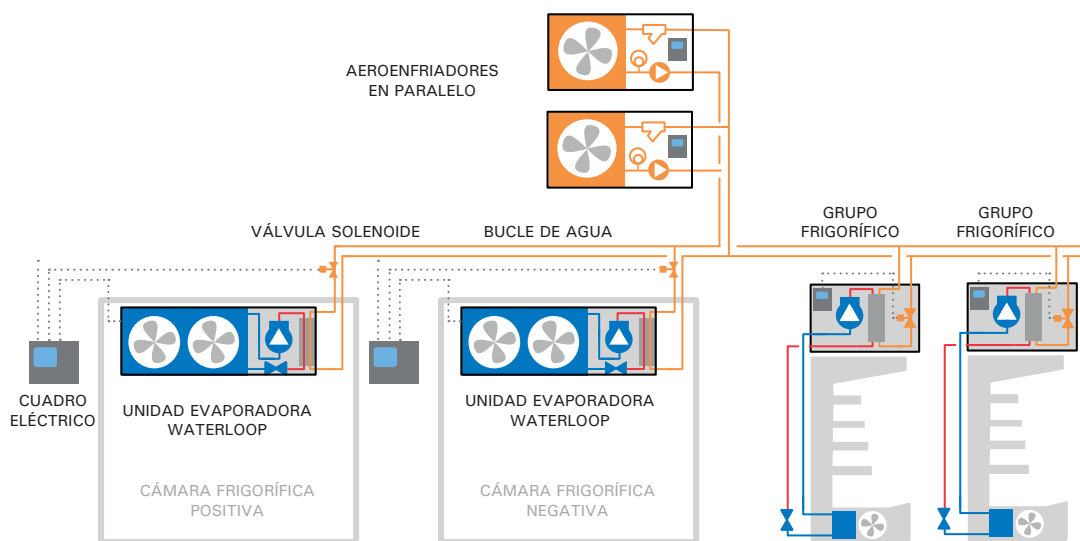 AEROENFRIADORES
EN PARALELO
VÁLVULA SOLENOIDE
BUCLE DE AGUA
GRUPO
FRIGORÍFICO
GRUPO
FRIGORÍFICO
CUADRO
ELÉCTRICO
UNIDAD EVAPORADORA
WATERLOOP
UNIDAD EVAPORADORA
WATERLOOP
CÁMARA FRIGORÍFICA
POSITIVA
CÁMARA FRIGORÍFICA
NEGATIVA